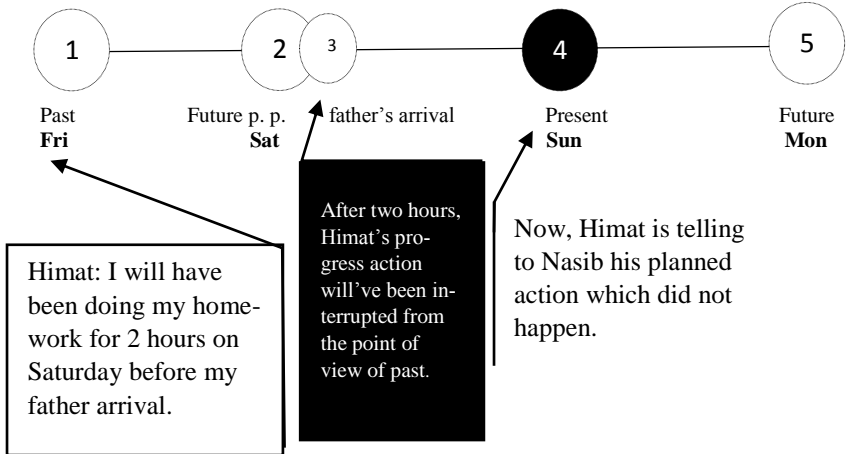 1
2
3
4
5
Past
Fri
Future p. p.
Sat
father's arrival
Present
Sun
Future
Mon
Himat: I will have
been doing my home-
work for 2 hours on
Saturday before my
father arrival.
After two hours,
Himat's pro-
gress action
will've been in-
terrupted from
the point of
view of past.
Now, Himat is telling
to Nasib his planned
action which did not
happen.